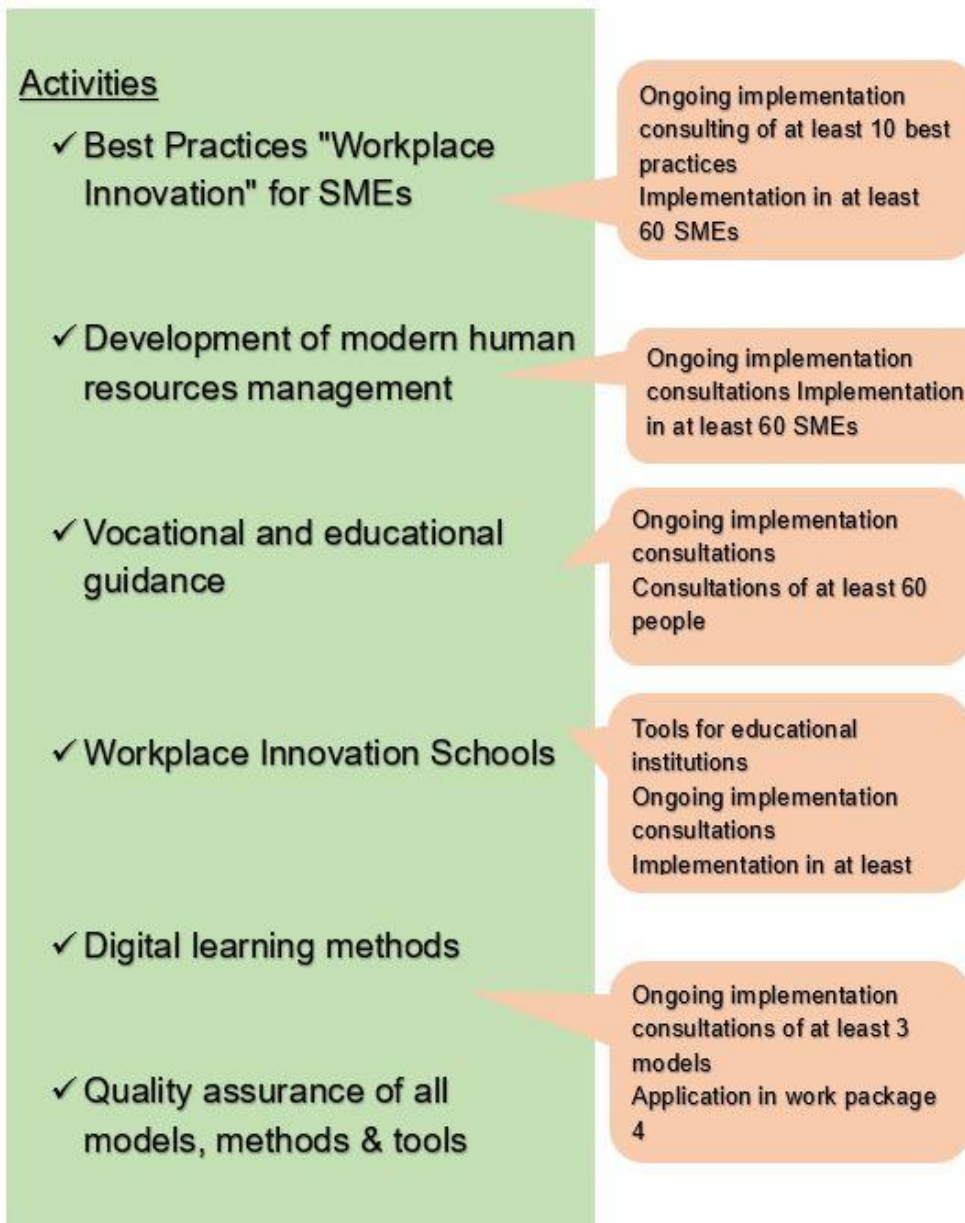 Activities
✓ Best Practices "Workplace
Innovation" for SMEs
Ongoing implementation
consulting of at least 10 best
practices
Implementation in at least
60 SMEs
✓ Development of modern human
resources management
Ongoing implementation
consultations Implementation
in at least 60 SMEs
✓ Vocational and educational
guidance
Ongoing implementation
consultations
Consultations of at least 60
people
✓ Workplace Innovation Schools
Tools for educational
institutions
Ongoing implementation
consultations
Implementation in at least
✓ Digital learning methods
Ongoing implementation
consultations of at least 3
models
Application in work package
4
✓ Quality assurance of all
models, methods & tools